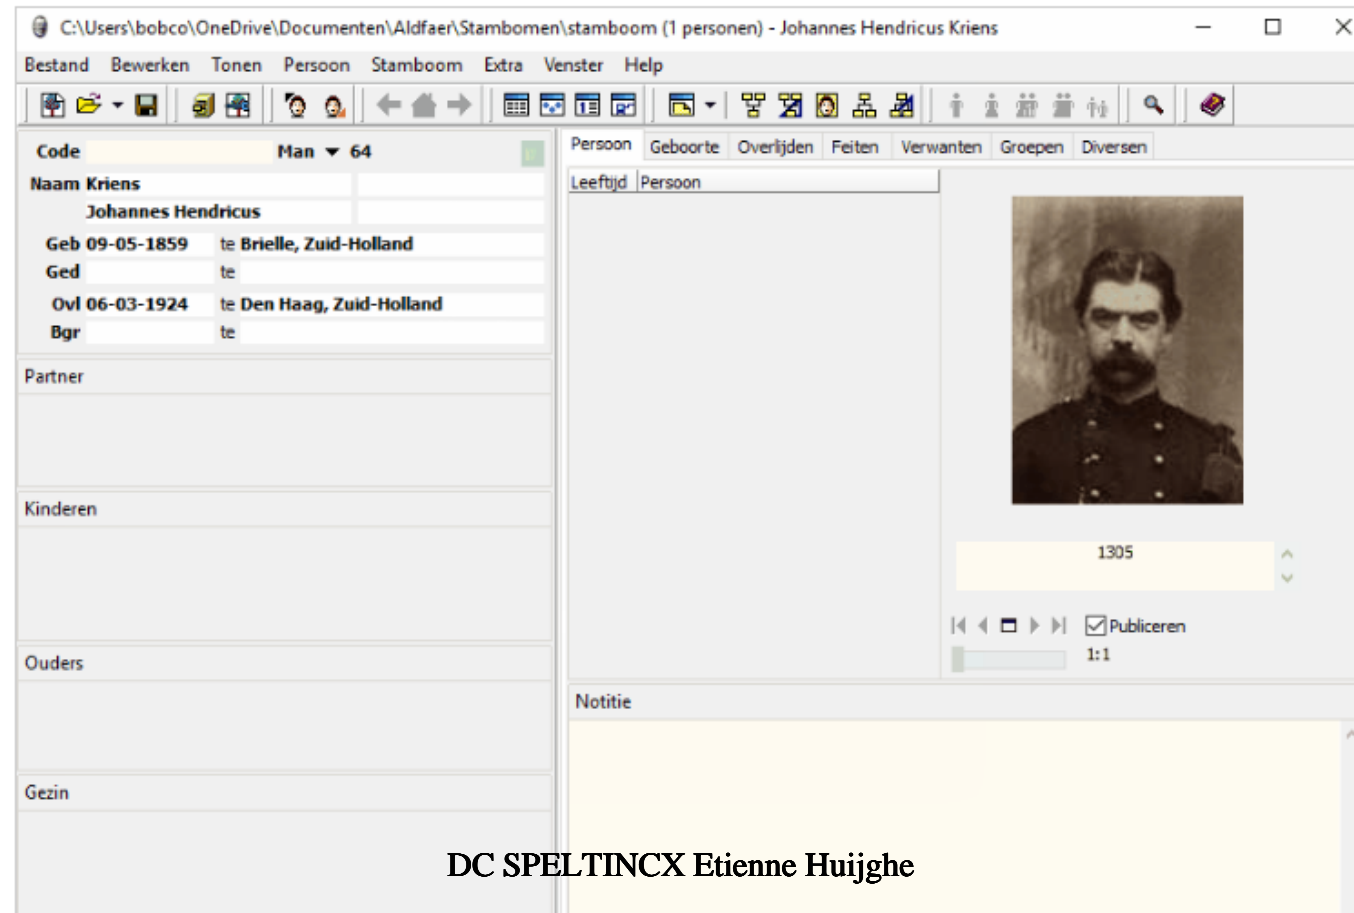 C:\Users\bobco\OneDrive\Documenten\Aldfaer\Stambomen\stamboom (1 personen) - Johannes Hendricus Kriens
Bestand Bewerken Tonen Persoon Stamboom Extra Venster Help
Code Man 64
Naam Kriens
Johannes Hendricus
Geb 09-05-1859 te Brielle, Zuid-Holland
Ged te
Ovl 06-03-1924 te Den Haag, Zuid-Holland
Bgr te
Partner
Kinderen
Ouders
Gezin
Persoon Geboorte Overlijden Feiten Verwanten Groepen Diversen
Leeftijd Persoon
1305
Publiceren
1:1
Notitie
DC SPELTINCX Etienne Huijghe